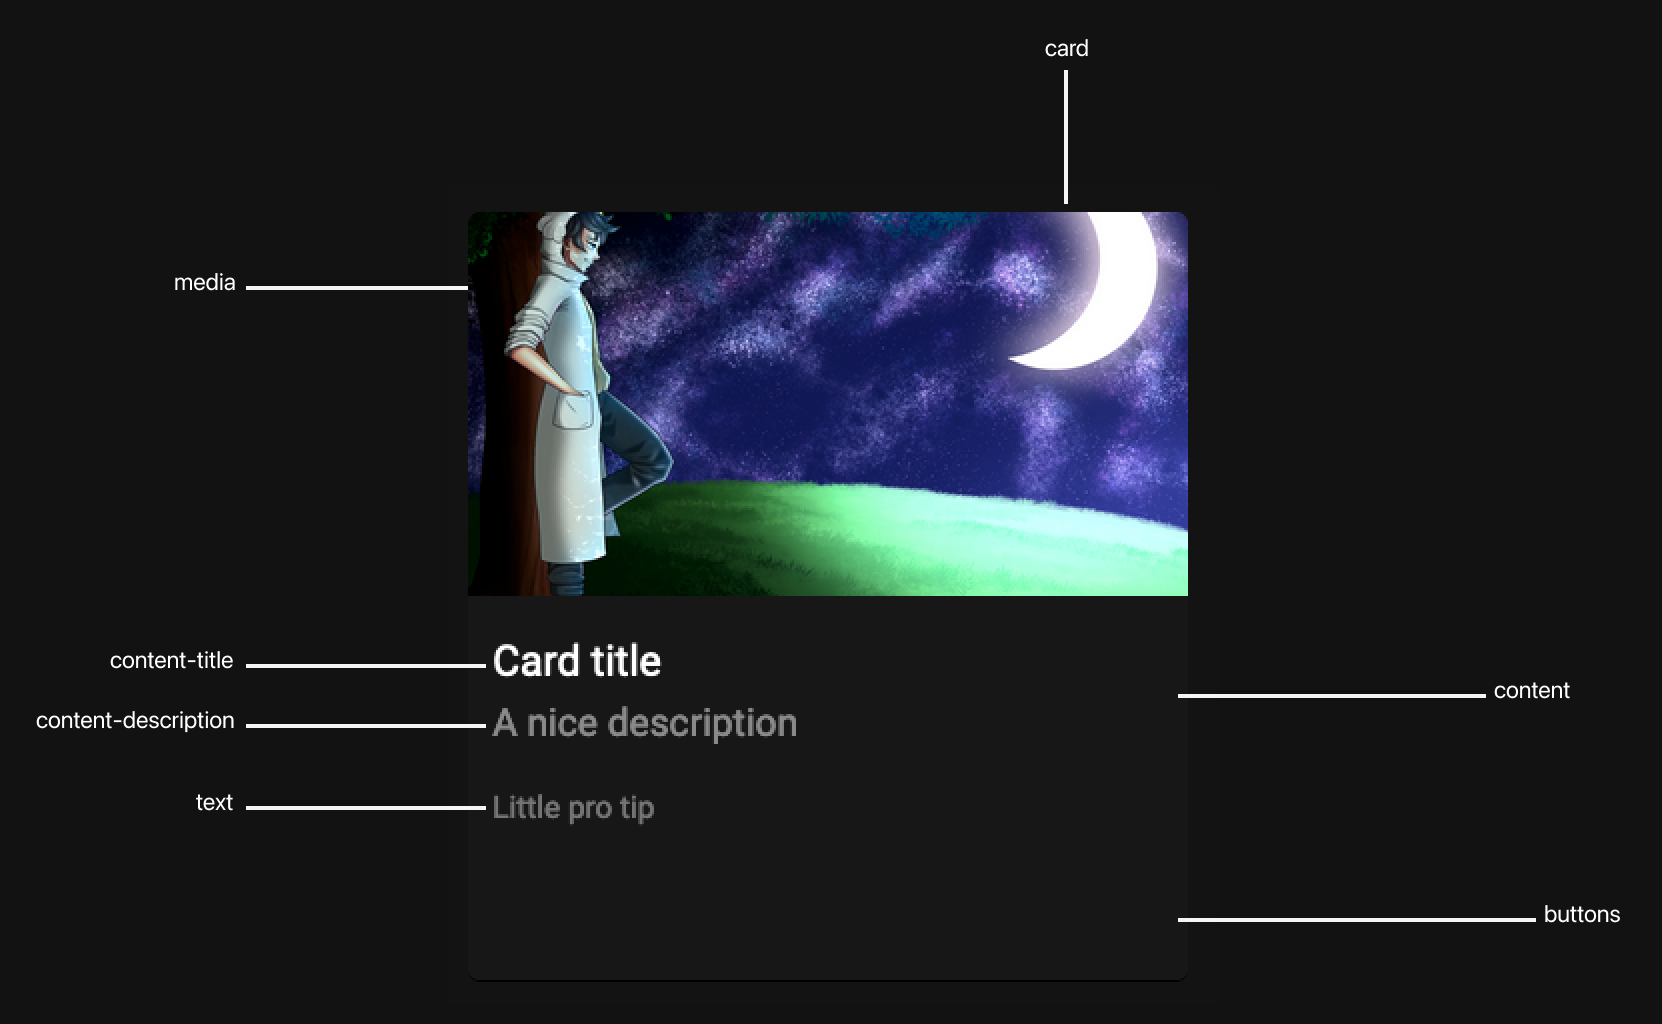 card
media
content-title
Card title
content
content-description
A nice description
text
Little pro tip
buttons